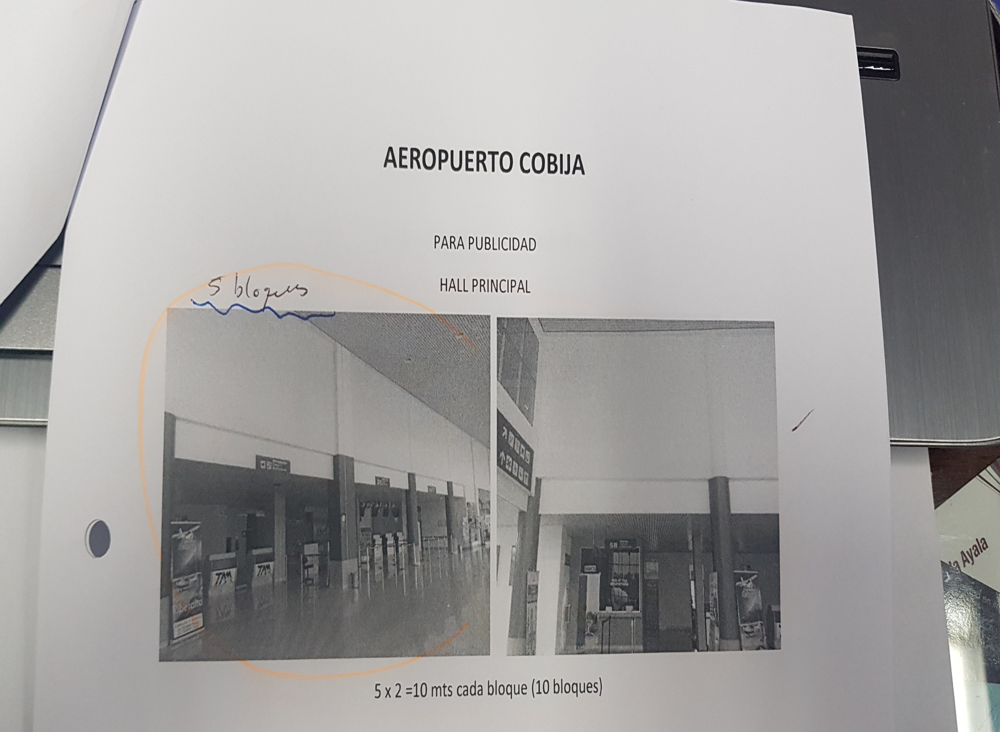 AEROPUERTO COBIJA
PARA PUBLICIDAD
HALL PRINCIPAL
5 bloques
TAM
TAM
5 x 2 =10 mts cada bloque (10 bloques)
Ayala